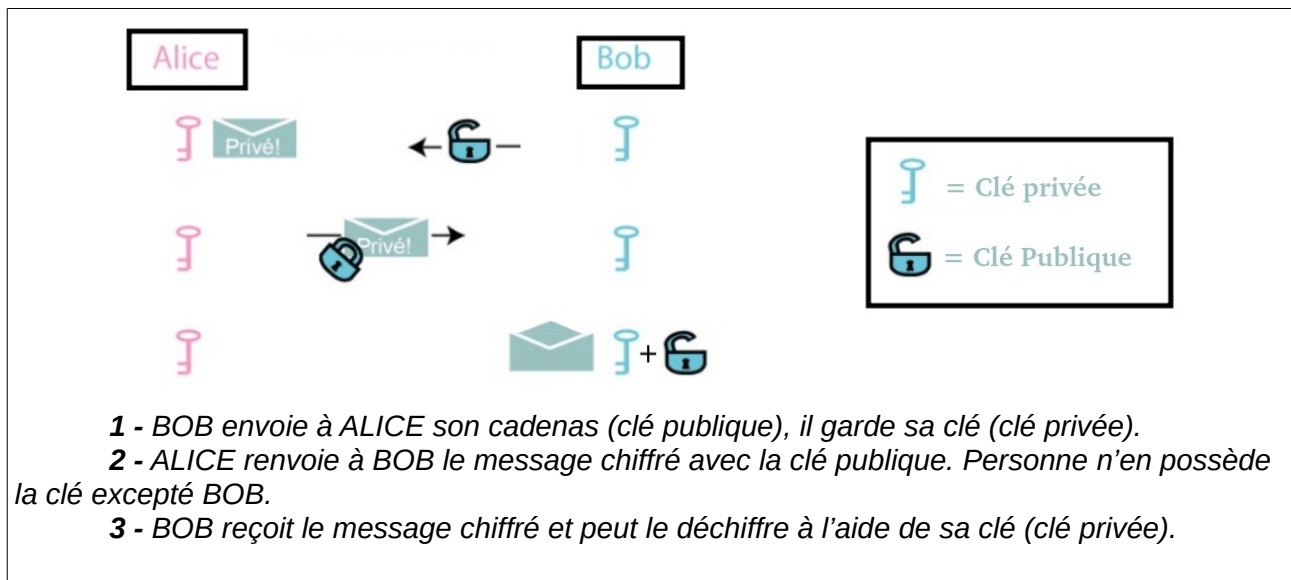 Alice
Bob
Privé!
= Clé privée
Privé!
= Clé Publique
+
1 - BOB envoie à ALICE son cadenas (clé publique), il garde sa clé (clé privée).
2 - ALICE renvoie à BOB le message chiffré avec la clé publique. Personne n’en possède
la clé excepté BOB.
3 - BOB reçoit le message chiffré et peut le déchiffre à l’aide de sa clé (clé privée).